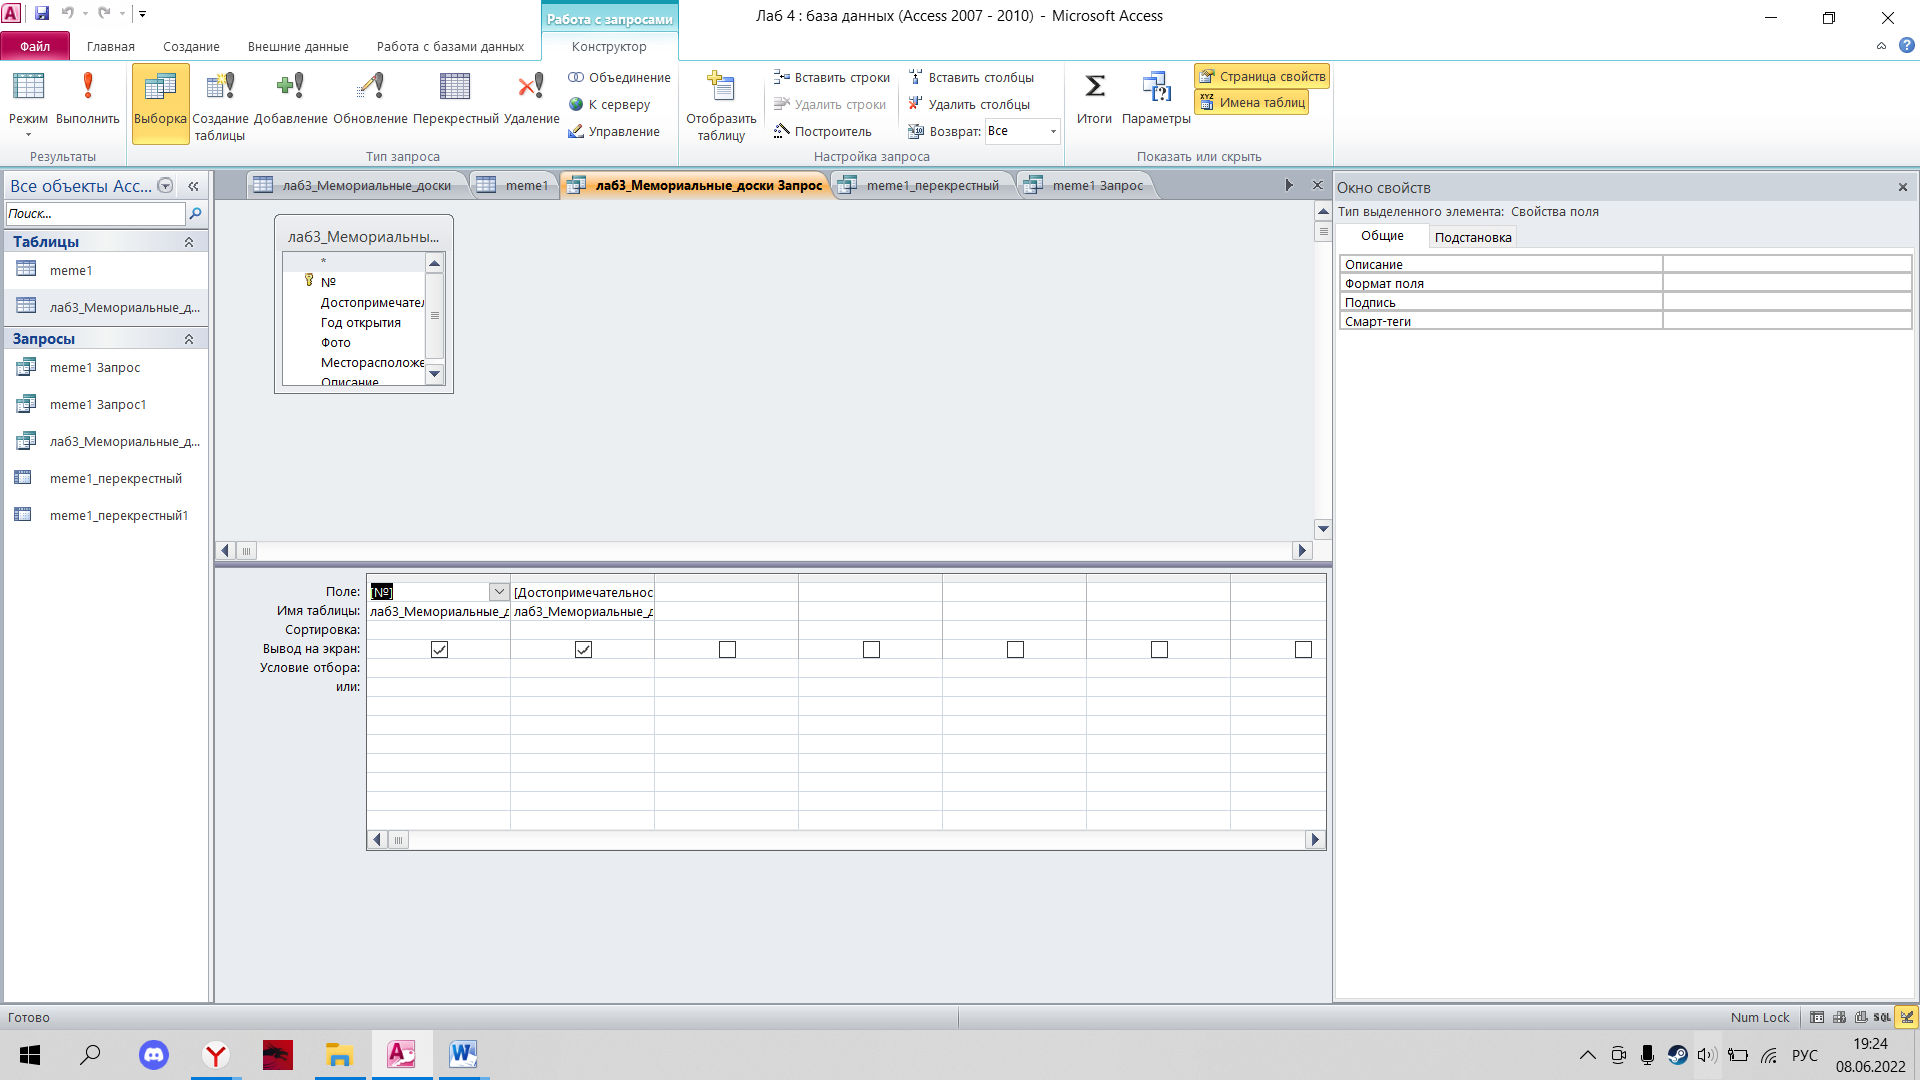 Лаб 4 : база данных (Access 2007 - 2010) - Microsoft Access
Работа с запросами
Файл Главная Создание Внешние данные Работа с базами данных Конструктор
Режим Выполнить Выборка Создание таблицы Добавление Обновление Перекрестный Удаление
Объединение
К серверу
Управление
Отобразить таблицу
Вставить строки
Удалить строки
Построитель
Вставить столбцы
Удалить столбцы
Возврат: Все
Итоги Параметры
Страница свойств
XYZ Имена таблиц
Результаты Тип запроса Настройка запроса Показать или скрыть
Все объекты Acc...
Поиск...
Таблицы
meme1
лаб3_Мемориальные_д...
Запросы
meme1 Запрос
meme1 Запрос1
лаб3_Мемориальные_д...
meme1_перекрестный
meme1_перекрестный1
лаб3_Мемориальные_доски meme1 лаб3_Мемориальные_доски Запрос meme1_перекрестный meme1 Запрос
лаб3_Мемориальны...
*
№
Достопримечател
Год открытия
Фото
Месторасположе
Описание
Поле: [№] [Достопримечательнос
Имя таблицы: лаб3_Мемориальные_д лаб3_Мемориальные_д
Сортировка:
Вывод на экран:
Условие отбора:
или:
Окно свойств
Тип выделенного элемента: Свойства поля
Общие Подстановка
Описание
Формат поля
Подпись
Смарт-теги
Готово Num Lock SQL
РУС 19:24
08.06.2022